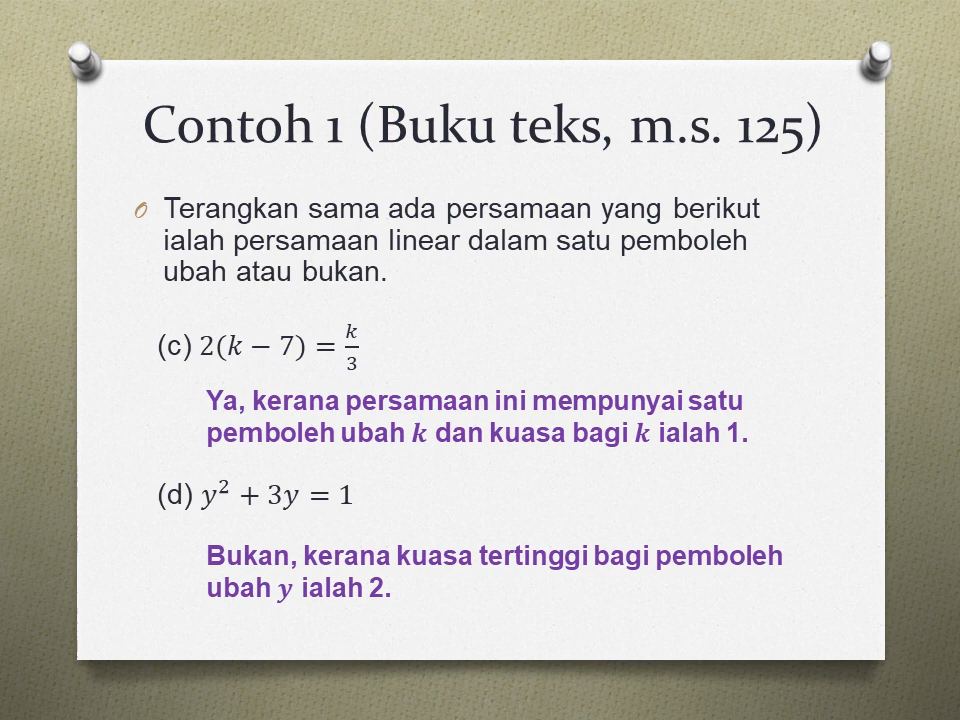 Contoh 1 (Buku teks, m.s. 125)
Terangkan sama ada persamaan yang berikut
ialah persamaan linear dalam satu pemboleh
ubah atau bukan.
(c) 2(𝑘 − 7) = 𝑘/3
Ya, kerana persamaan ini mempunyai satu
pemboleh ubah 𝒌 dan kuasa bagi 𝒌 ialah 1.
(d) 𝑦² + 3𝑦 = 1
Bukan, kerana kuasa tertinggi bagi pemboleh
ubah 𝒚 ialah 2.